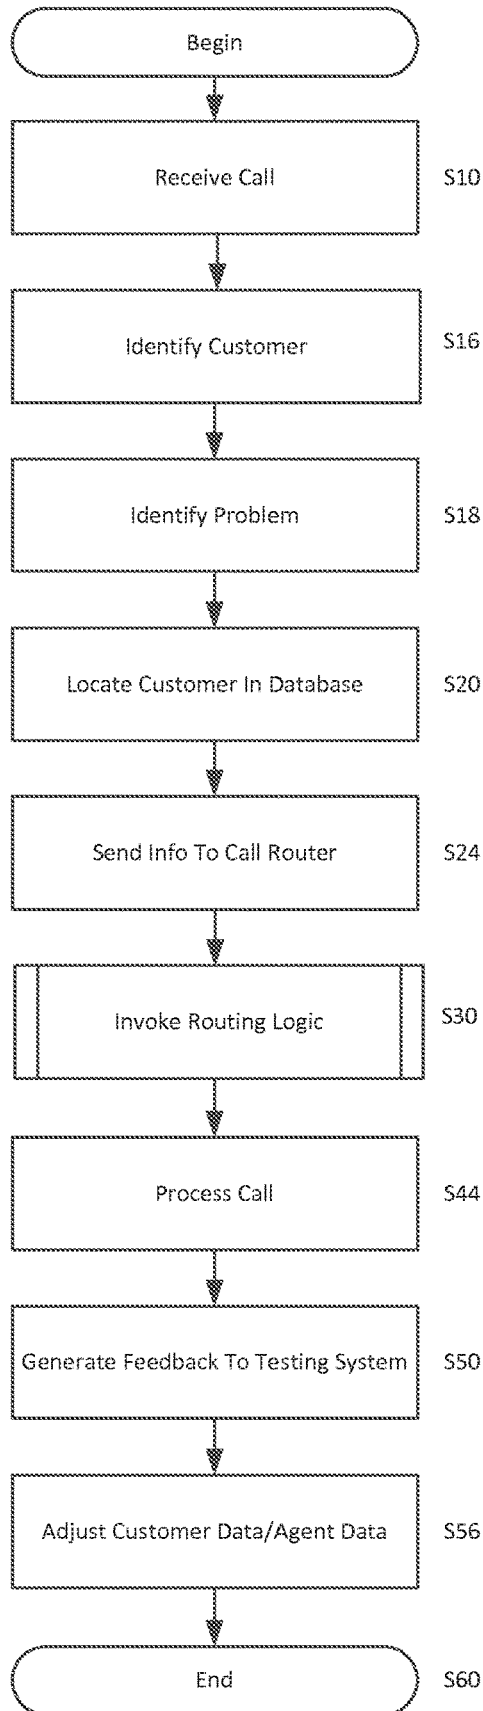 Begin
Receive Call S10
Identify Customer S16
Identify Problem S18
Locate Customer In Database S20
Send Info To Call Router S24
Invoke Routing Logic S30
Process Call S44
Generate Feedback To Testing System S50
Adjust Customer Data/Agent Data S56
End S60